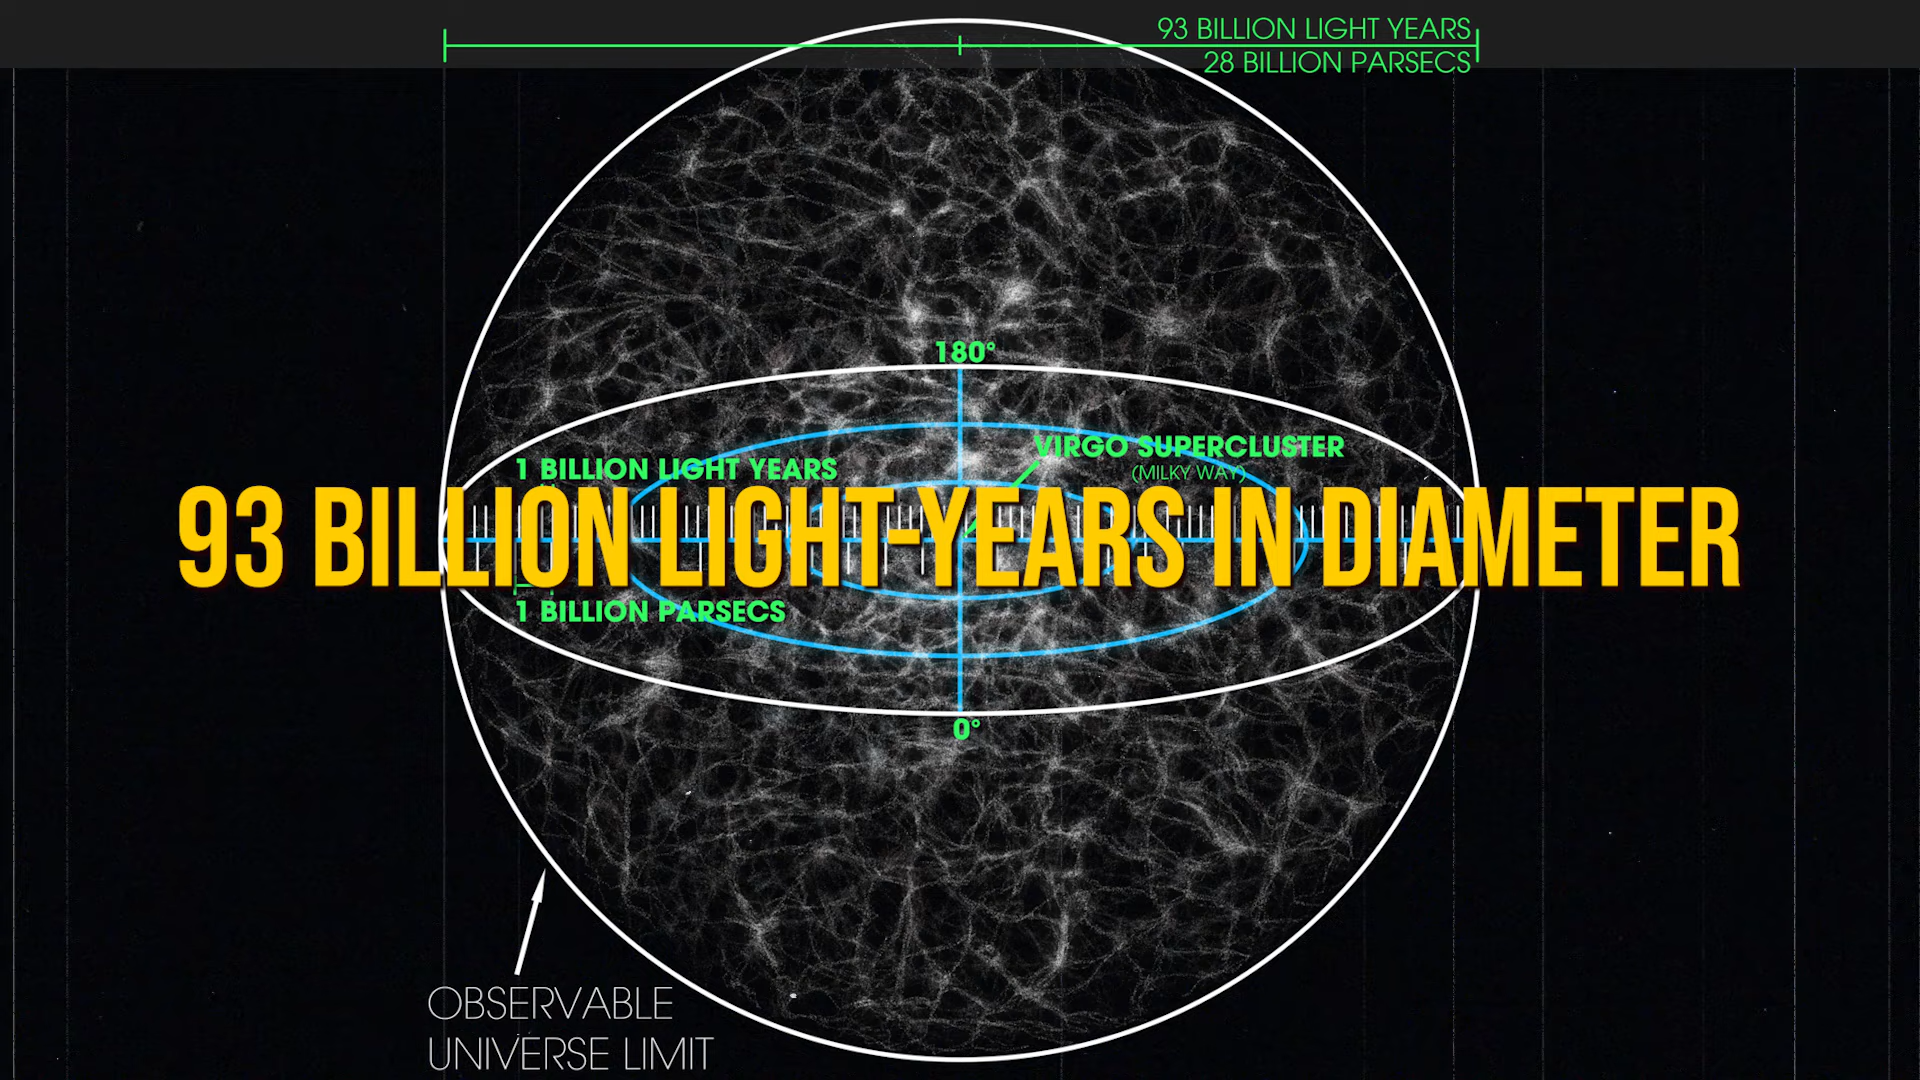 93 BILLION LIGHT YEARS
28 BILLION PARSECS
180°
VIRGO SUPERCLUSTER
(MILKY WAY)
1 BILLION LIGHT YEARS
93 BILLION LIGHT-YEARS IN DIAMETER
1 BILLION PARSECS
0°
OBSERVABLE
UNIVERSE LIMIT